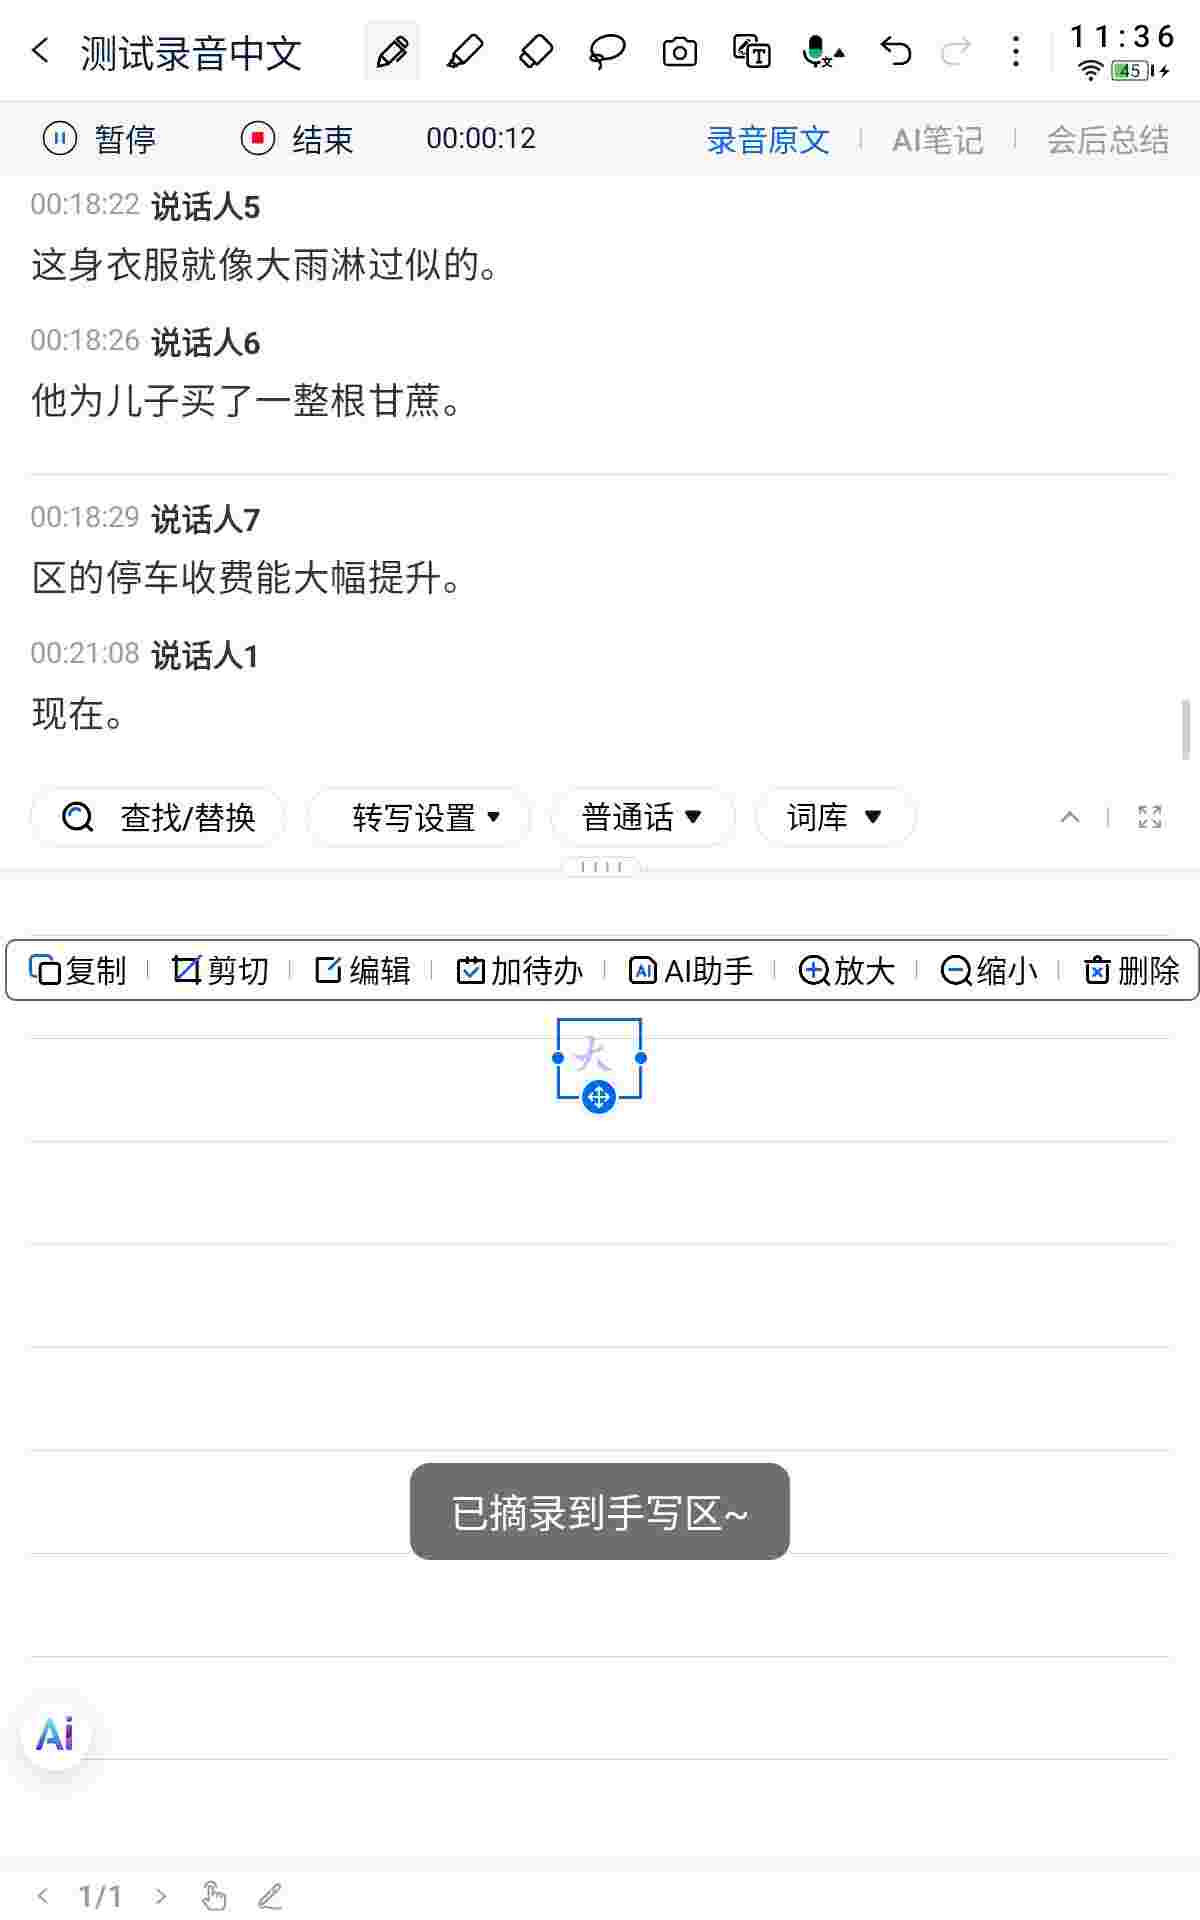 测试录音中文 11:36
45
暂停 结束 00:00:12 录音原文 AI笔记 会后总结
00:18:22 说话人5
这身衣服就像大雨淋过似的。
00:18:26 说话人6
他为儿子买了一整根甘蔗。
00:18:29 说话人7
区的停车收费能大幅提升。
00:21:08 说话人1
现在。
查找/替换 转写设置 普通话 词库
复制 剪切 编辑 加待办 AI助手 放大 缩小 删除
大
已摘录到手写区~
Ai
1/1